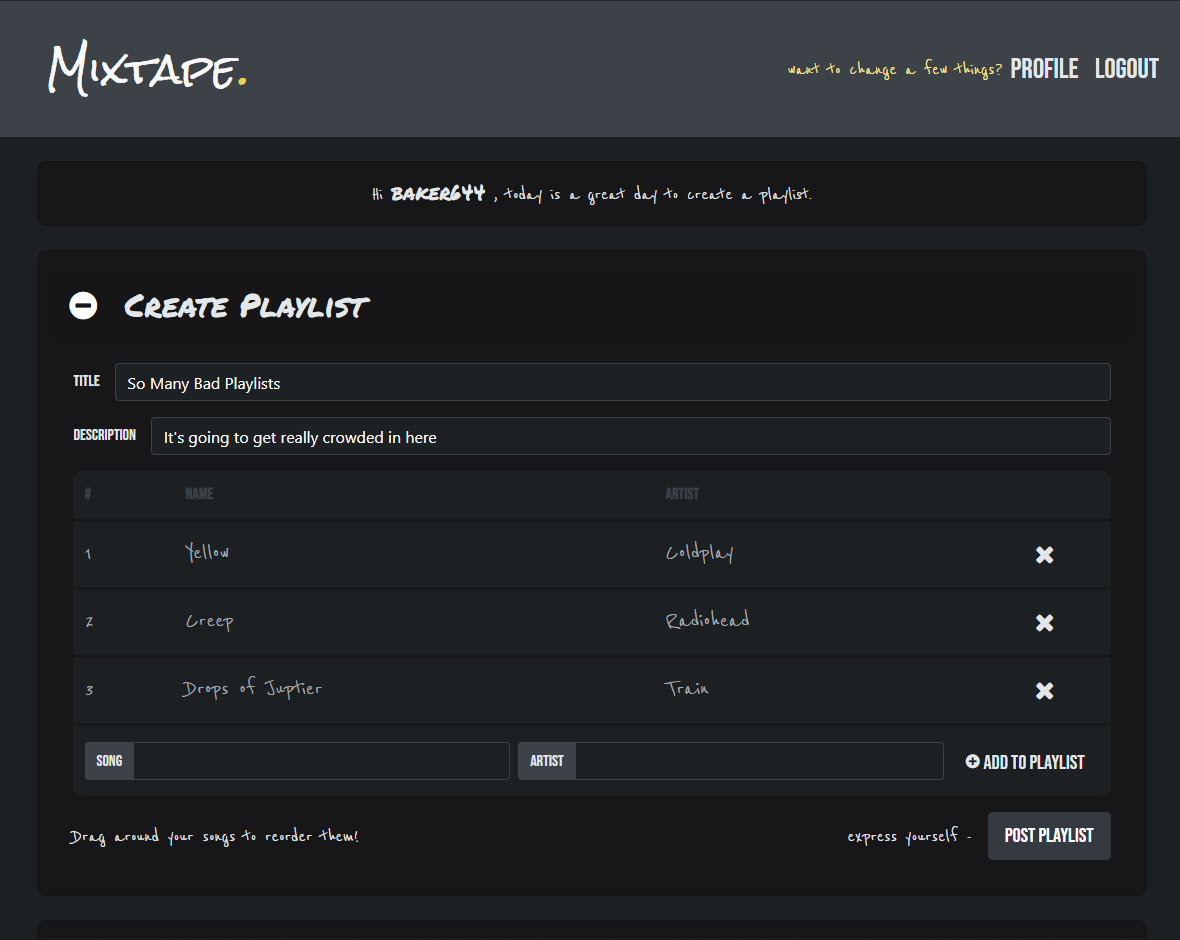 Mixtape.
want to change a few things? PROFILE LOGOUT
Hi BAKER644 , today is a great day to create a playlist.
Create Playlist
TITLE So Many Bad Playlists
DESCRIPTION It's going to get really crowded in here
# NAME ARTIST
1 Yellow Coldplay
2 Creep Radiohead
3 Drops of Juptier Train
SONG ARTIST ADD TO PLAYLIST
Drag around your songs to reorder them! express yourself - POST PLAYLIST